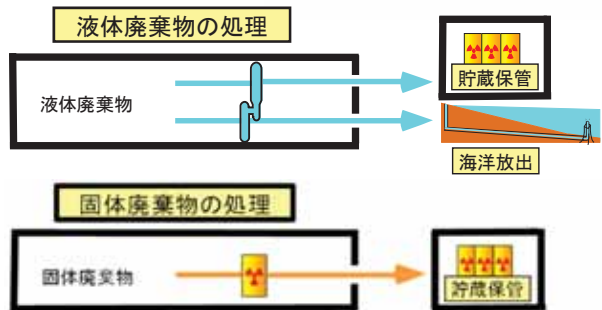 液体廃棄物の処理
液体廃棄物
貯蔵保管
海洋放出
固体廃棄物の処理
固体廃棄物
貯蔵保管